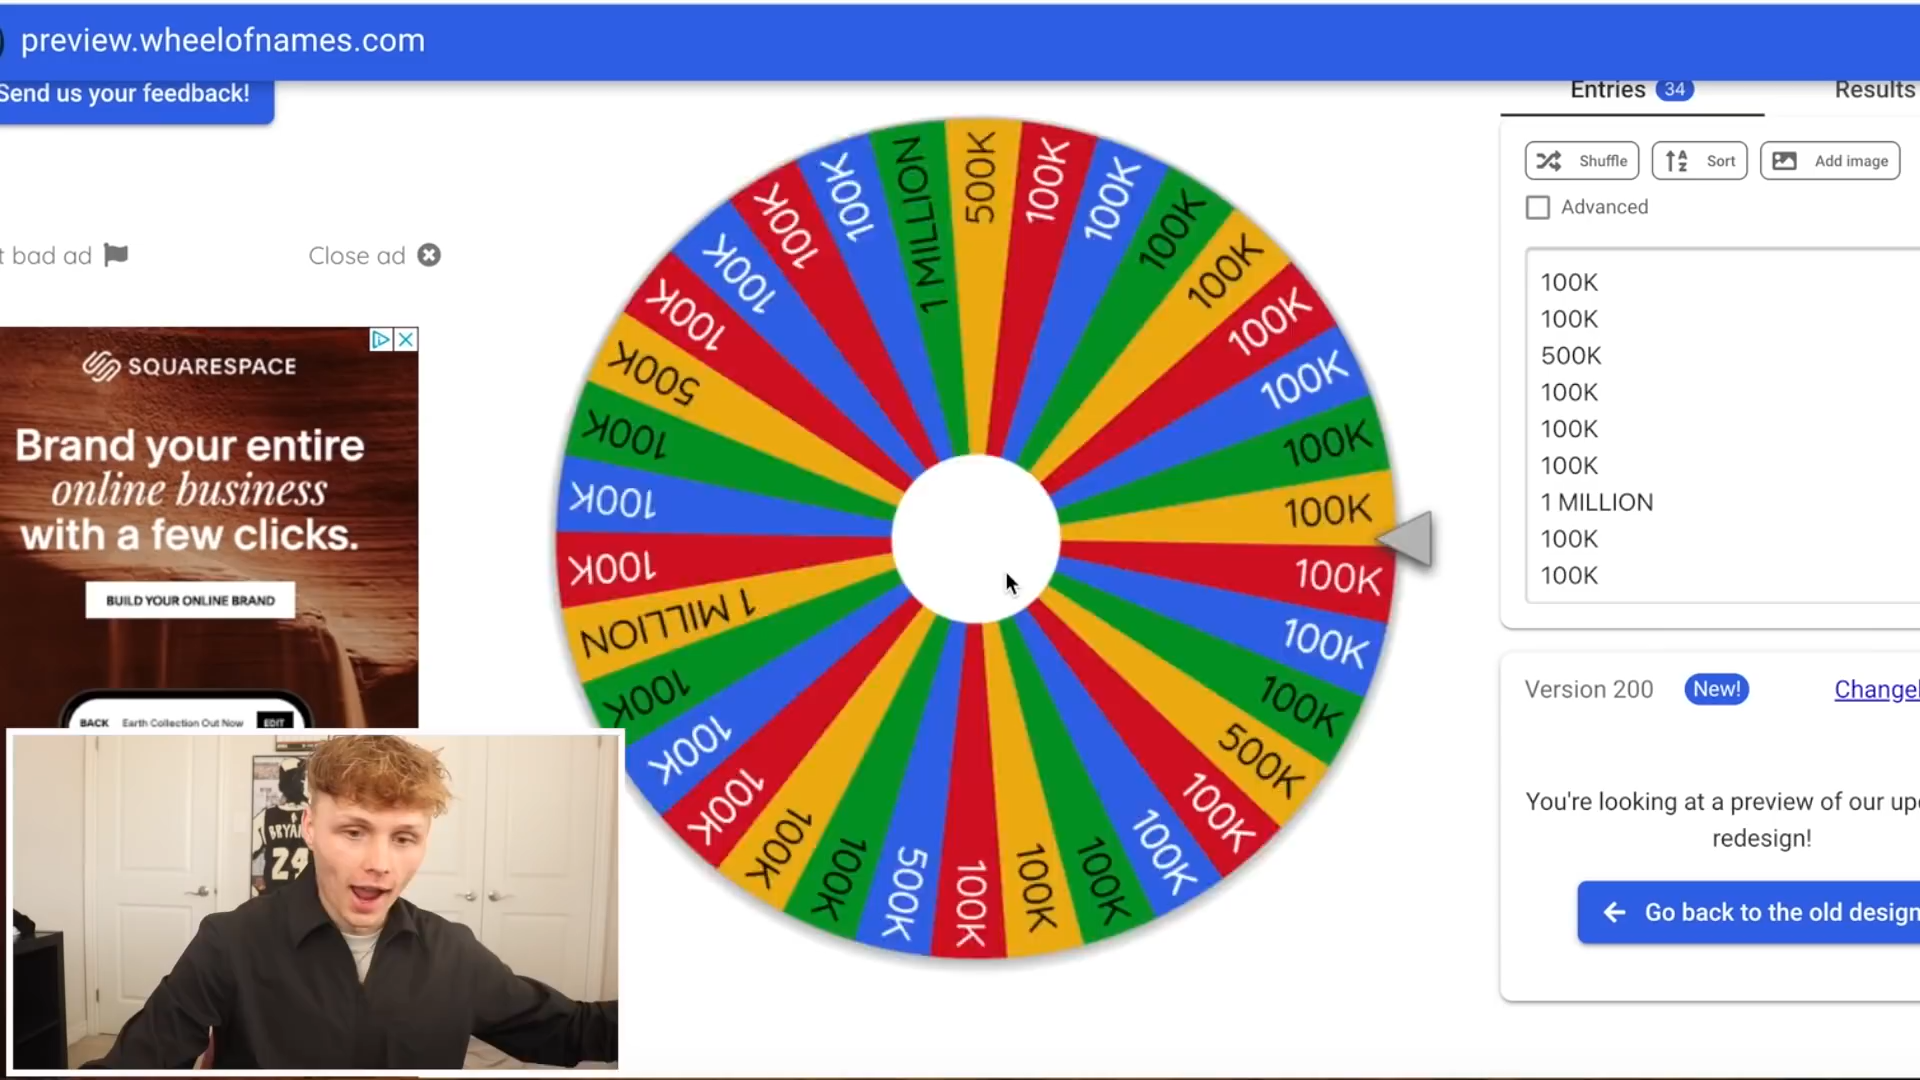 preview.wheelofnames.com
Send us your feedback!
t bad ad
Close ad
SQUARESPACE
Brand your entire
online business
with a few clicks.
BUILD YOUR ONLINE BRAND
BACK Earth Collection Out Now EDIT
BRYAN
24
500K
100K
100K
100K
100K
100K
100K
100K
100K
100K
100K
100K
500K
100K
100K
100K
100K
100K
500K
100K
100K
100K
100K
100K
1 MILLION
100K
100K
100K
500K
100K
100K
100K
100K
1 MILLION
Entries 34
Results
Shuffle
Sort
Add image
Advanced
100K
100K
500K
100K
100K
100K
1 MILLION
100K
100K
Version 200
New!
Changel
You're looking at a preview of our up
redesign!
Go back to the old design